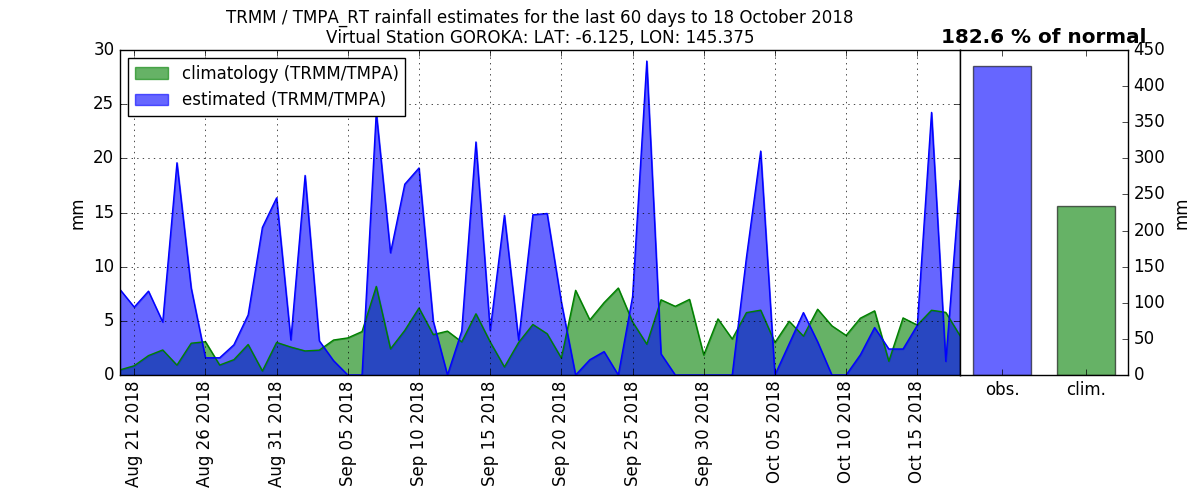 TRMM / TMPA_RT rainfall estimates for the last 60 days to 18 October 2018
Virtual Station GOROKA: LAT: -6.125, LON: 145.375
182.6 % of normal
climatology (TRMM/TMPA)
estimated (TRMM/TMPA)
30
25
20
15
10
5
0
mm
450
400
350
300
250
200
150
100
50
0
mm
Aug 21 2018
Aug 26 2018
Aug 31 2018
Sep 05 2018
Sep 10 2018
Sep 15 2018
Sep 20 2018
Sep 25 2018
Sep 30 2018
Oct 05 2018
Oct 10 2018
Oct 15 2018
obs.
clim.